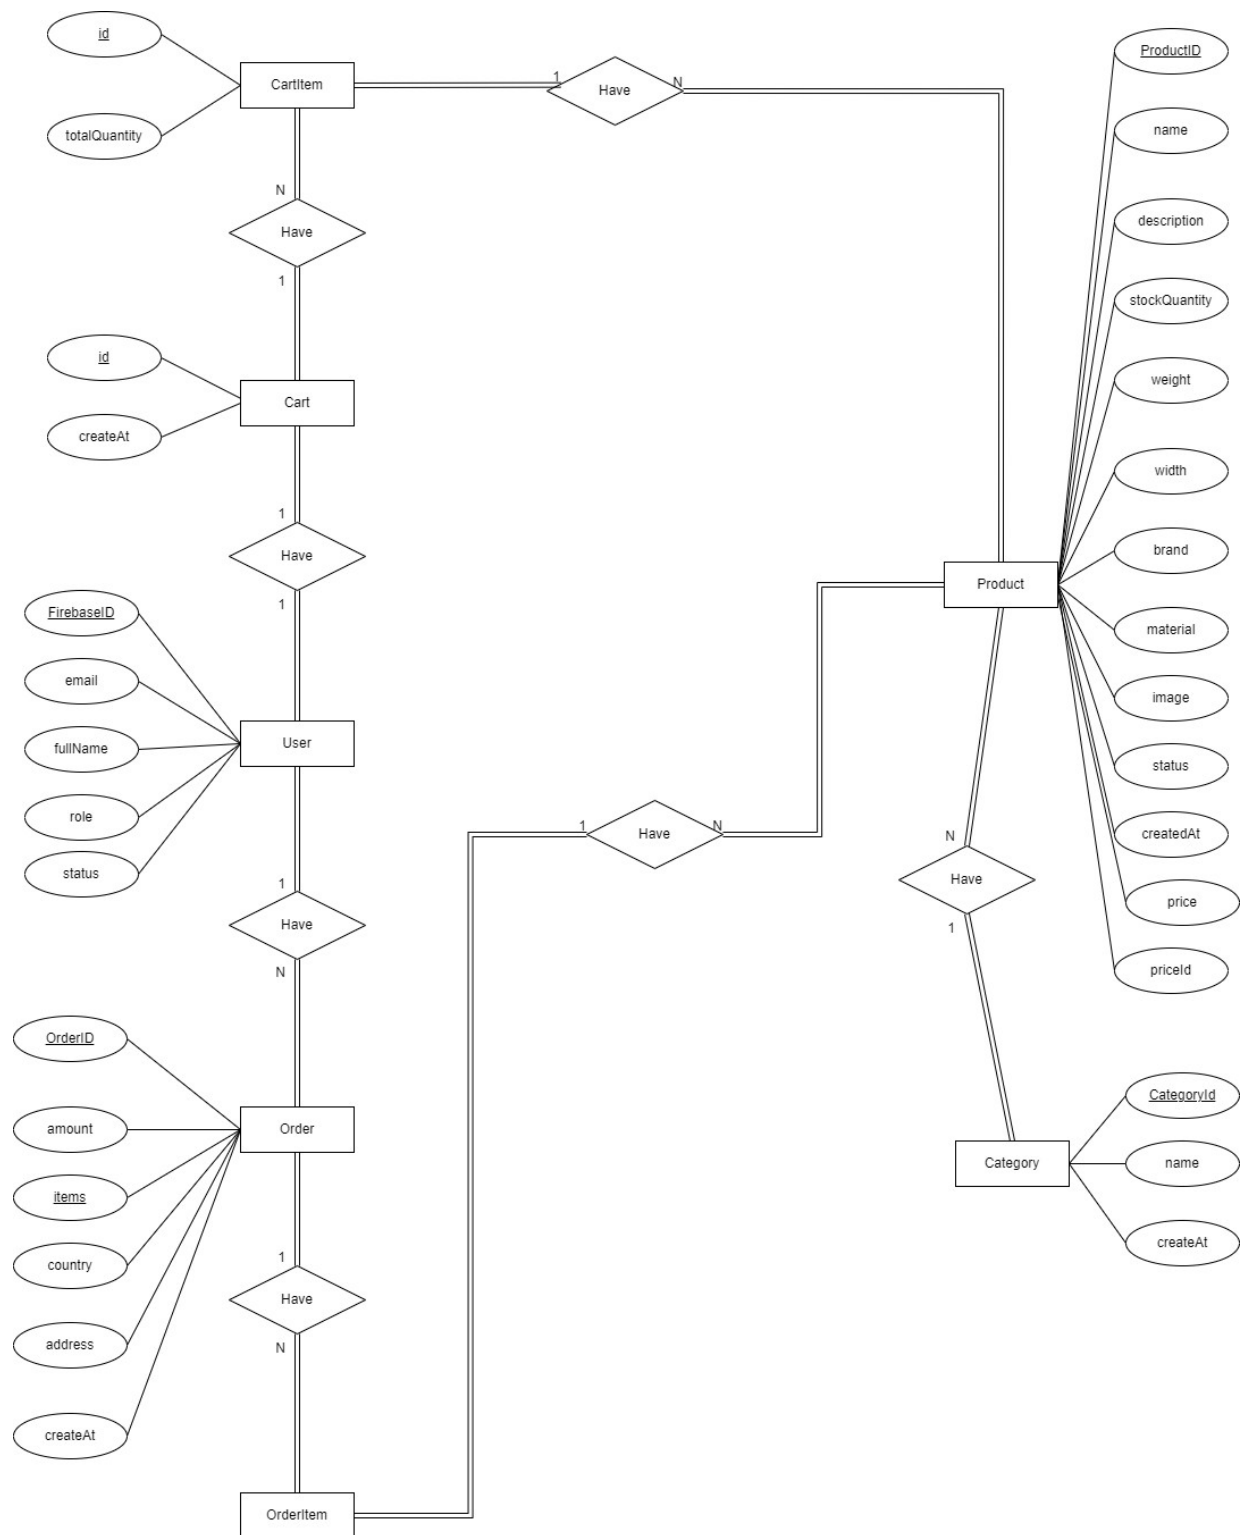 id
ProductID
CartItem
1
Have
N
totalQuantity
name
N
Have
description
1
stockQuantity
id
weight
Cart
createAt
width
1
Have
brand
1
Product
FirebaseID
material
email
image
User
fullName
status
role
1
Have
N
createdAt
N
status
Have
1
1
price
Have
N
priceId
OrderID
CategoryId
amount
Order
Category
name
items
createAt
country
1
Have
N
address
createAt
OrderItem